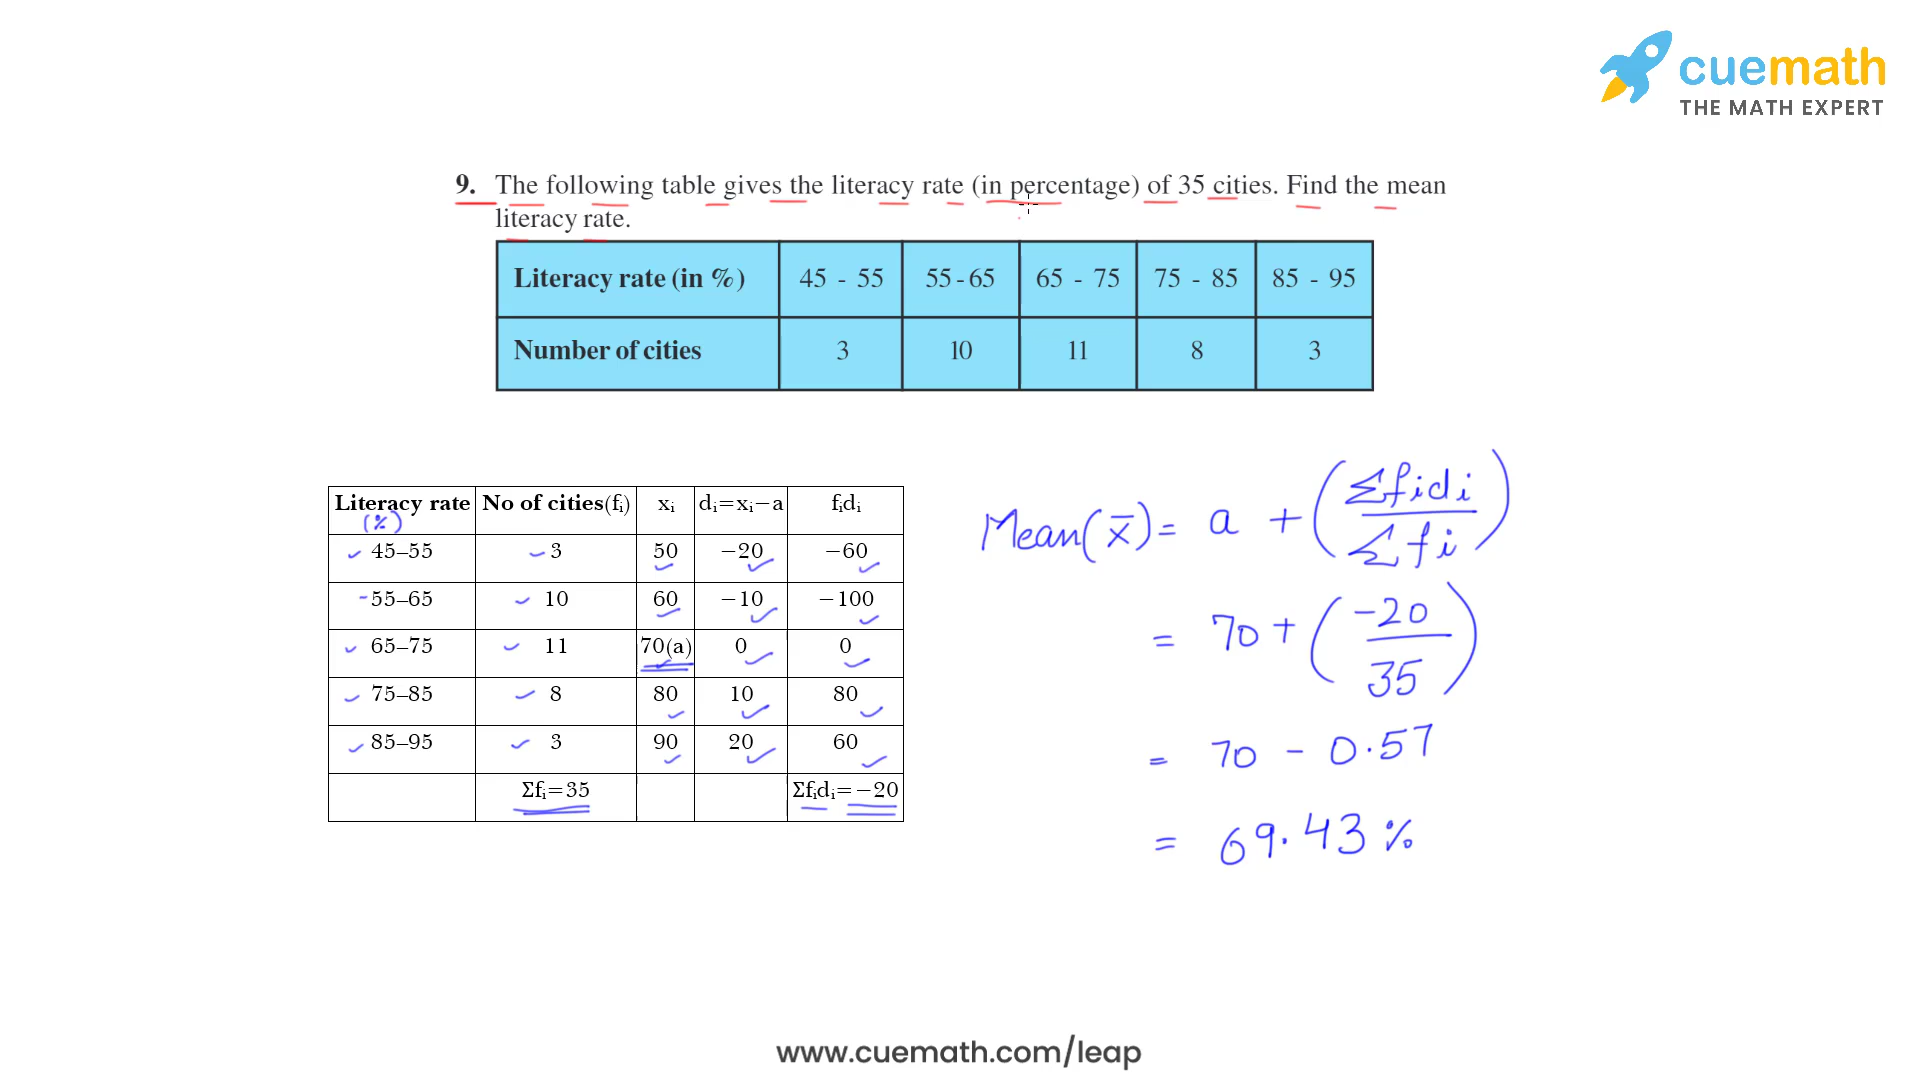 cuemath
THE MATH EXPERT
9. The following table gives the literacy rate (in percentage) of 35 cities. Find the mean
literacy rate.
Literacy rate (in %) 45 - 55 55-65 65 - 75 75 - 85 85 - 95
Number of cities 3 10 11 8 3
Literacy rate No of cities(fᵢ) xᵢ dᵢ=xᵢ−a fᵢdᵢ
(%)
45–55 3 50 −20 −60
55–65 10 60 −10 −100
65–75 11 70(a) 0 0
75–85 8 80 10 80
85–95 3 90 20 60
Σfᵢ=35 Σfᵢdᵢ=−20
Mean(x̅) = a + (Σfidi/Σfi)
= 70 + (-20/35)
= 70 - 0.57
= 69.43 %
www.cuemath.com/leap